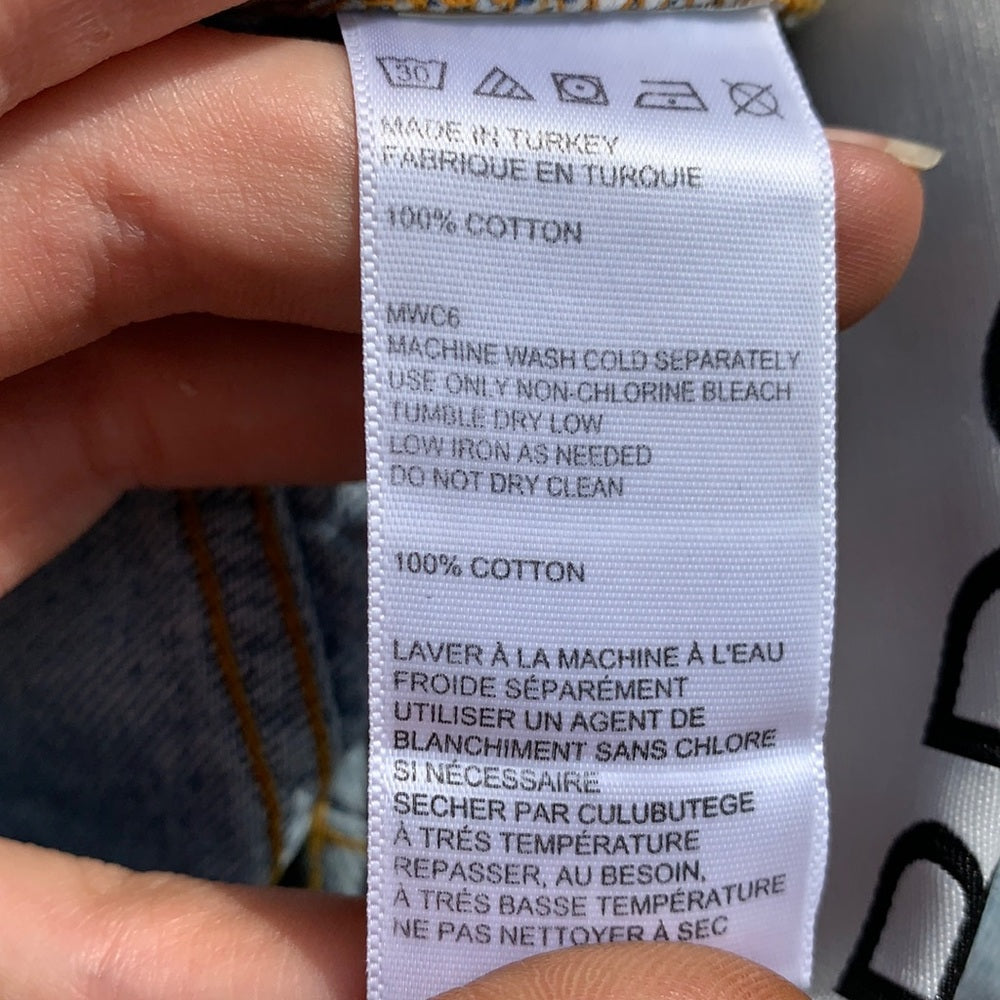 30
MADE IN TURKEY
FABRIQUE EN TURQUIE
100% COTTON
MWC6
MACHINE WASH COLD SEPARATELY
USE ONLY NON-CHLORINE BLEACH
TUMBLE DRY LOW
LOW IRON AS NEEDED
DO NOT DRY CLEAN
100% COTTON
LAVER À LA MACHINE À L'EAU
FROIDE SÉPARÉMENT
UTILISER UN AGENT DE
BLANCHIMENT SANS CHLORE
SI NÉCESSAIRE
SECHER PAR CULUBUTEGE
À TRÉS TEMPÉRATURE
REPASSER, AU BESOIN,
À TRÉS BASSE TEMPÉRATURE
NE PAS NETTOYER À SEC